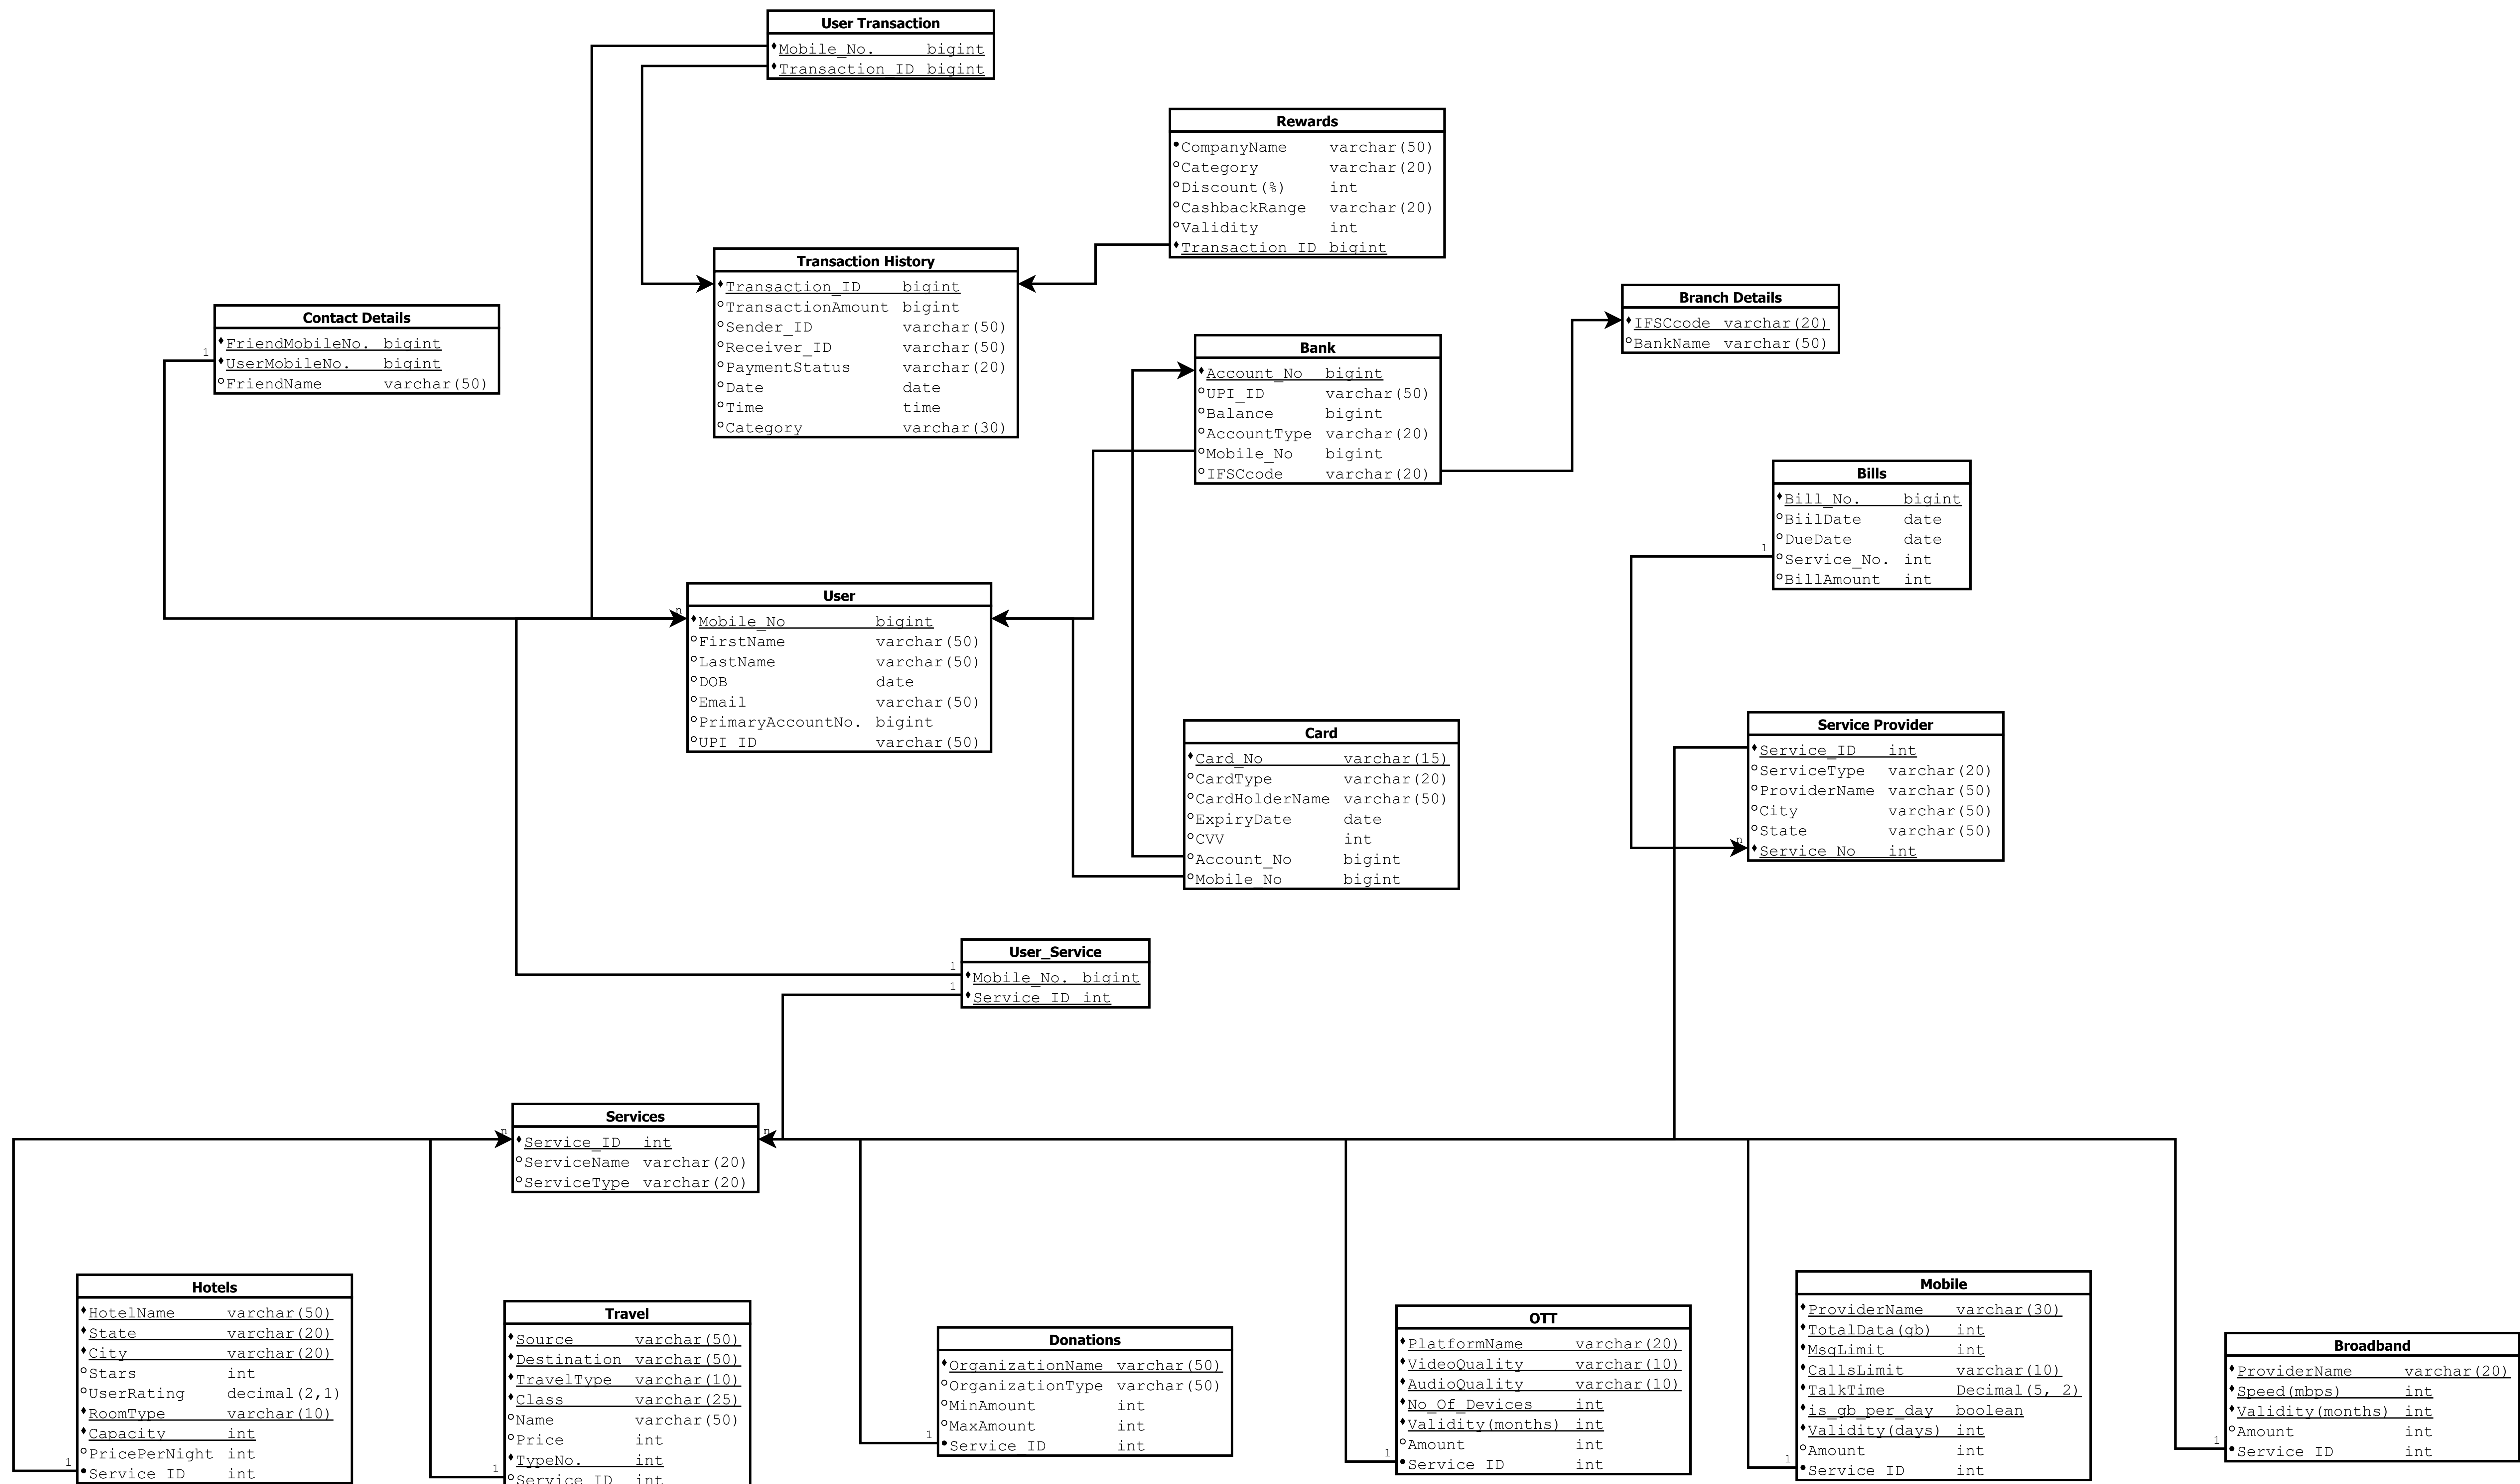 User Transaction
Mobile_No. bigint
Transaction_ID bigint
Rewards
CompanyName varchar(50)
Category varchar(20)
Discount(%) int
CashbackRange varchar(20)
Validity int
Transaction_ID bigint
Transaction History
Transaction_ID bigint
TransactionAmount bigint
Sender_ID varchar(50)
Receiver_ID varchar(50)
PaymentStatus varchar(20)
Date date
Time time
Category varchar(30)
Contact Details
FriendMobileNo. bigint
1
UserMobileNo. bigint
FriendName varchar(50)
Branch Details
IFSCcode varchar(20)
BankName varchar(50)
Bank
Account_No bigint
UPI_ID varchar(50)
Balance bigint
AccountType varchar(20)
Mobile_No bigint
IFSCcode varchar(20)
Bills
Bill_No. bigint
BiilDate date
DueDate date
1
Service_No. int
BillAmount int
User
n
Mobile_No bigint
FirstName varchar(50)
LastName varchar(50)
DOB date
Email varchar(50)
PrimaryAccountNo. bigint
UPI_ID varchar(50)
Card
Card_No varchar(15)
CardType varchar(20)
CardHolderName varchar(50)
ExpiryDate date
CVV int
Account_No bigint
Mobile_No bigint
Service Provider
Service_ID int
ServiceType varchar(20)
ProviderName varchar(50)
City varchar(50)
State varchar(50)
n
Service_No int
User_Service
1
Mobile_No. bigint
1
Service_ID int
Services
n
n
Service_ID int
ServiceName varchar(20)
ServiceType varchar(20)
Hotels
HotelName varchar(50)
State varchar(20)
City varchar(20)
Stars int
UserRating decimal(2,1)
RoomType varchar(10)
Capacity int
PricePerNight int
1
Service_ID int
Travel
Source varchar(50)
Destination varchar(50)
TravelType varchar(10)
Class varchar(25)
Name varchar(50)
Price int
TypeNo. int
1
Service_ID int
Donations
OrganizationName varchar(50)
OrganizationType varchar(50)
MinAmount int
MaxAmount int
1
Service_ID int
OTT
PlatformName varchar(20)
VideoQuality varchar(10)
AudioQuality varchar(10)
No_Of_Devices int
Validity(months) int
Amount int
1
Service_ID int
Mobile
ProviderName varchar(30)
TotalData(gb) int
MsgLimit int
CallsLimit varchar(10)
TalkTime Decimal(5, 2)
is_gb_per_day boolean
Validity(days) int
Amount int
1
Service_ID int
Broadband
ProviderName varchar(20)
Speed(mbps) int
Validity(months) int
Amount int
1
Service_ID int